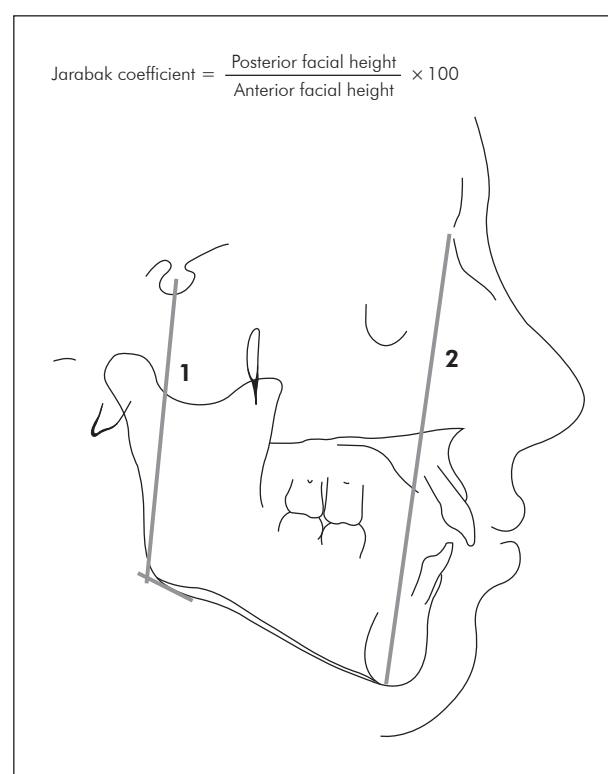 Jarabak coefficient = Posterior facial height / Anterior facial height × 100
1
2